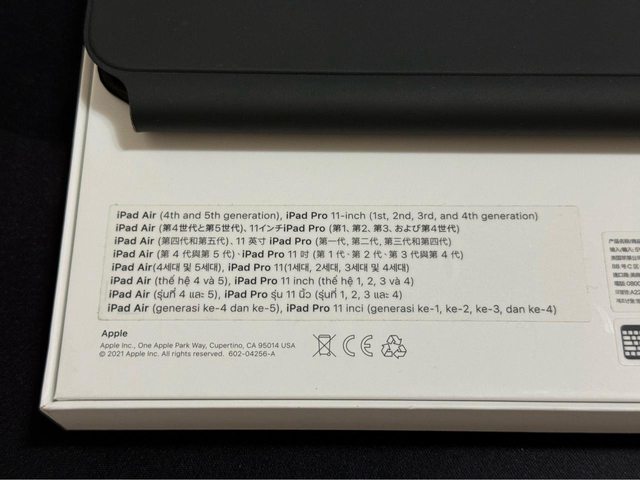 iPad Air (4th and 5th generation), iPad Pro 11-inch (1st, 2nd, 3rd, and 4th generation)
iPad Air (第4世代と第5世代)、11インチiPad Pro (第1、第2、第3、および第4世代)
iPad Air (第四代和第五代)、11 英寸 iPad Pro (第一代、第二代、第三代和第四代)
iPad Air (第 4 代與第 5 代)、iPad Pro 11 吋 (第 1 代、第 2 代、第 3 代與第 4 代)
iPad Air(4세대 및 5세대), iPad Pro 11(1세대, 2세대, 3세대 및 4세대)
iPad Air (thế hệ 4 và 5), iPad Pro 11 inch (thế hệ 1, 2, 3 và 4)
iPad Air (รุ่นที่ 4 และ 5), iPad Pro รุ่น 11 นิ้ว (รุ่นที่ 1, 2, 3 และ 4)
iPad Air (generasi ke-4 dan ke-5), iPad Pro 11 inci (generasi ke-1, ke-2, ke-3, dan ke-4)
Apple
Apple Inc., One Apple Park Way, Cupertino, CA 95014 USA
© 2021 Apple Inc. All rights reserved. 602-04256-A
CE